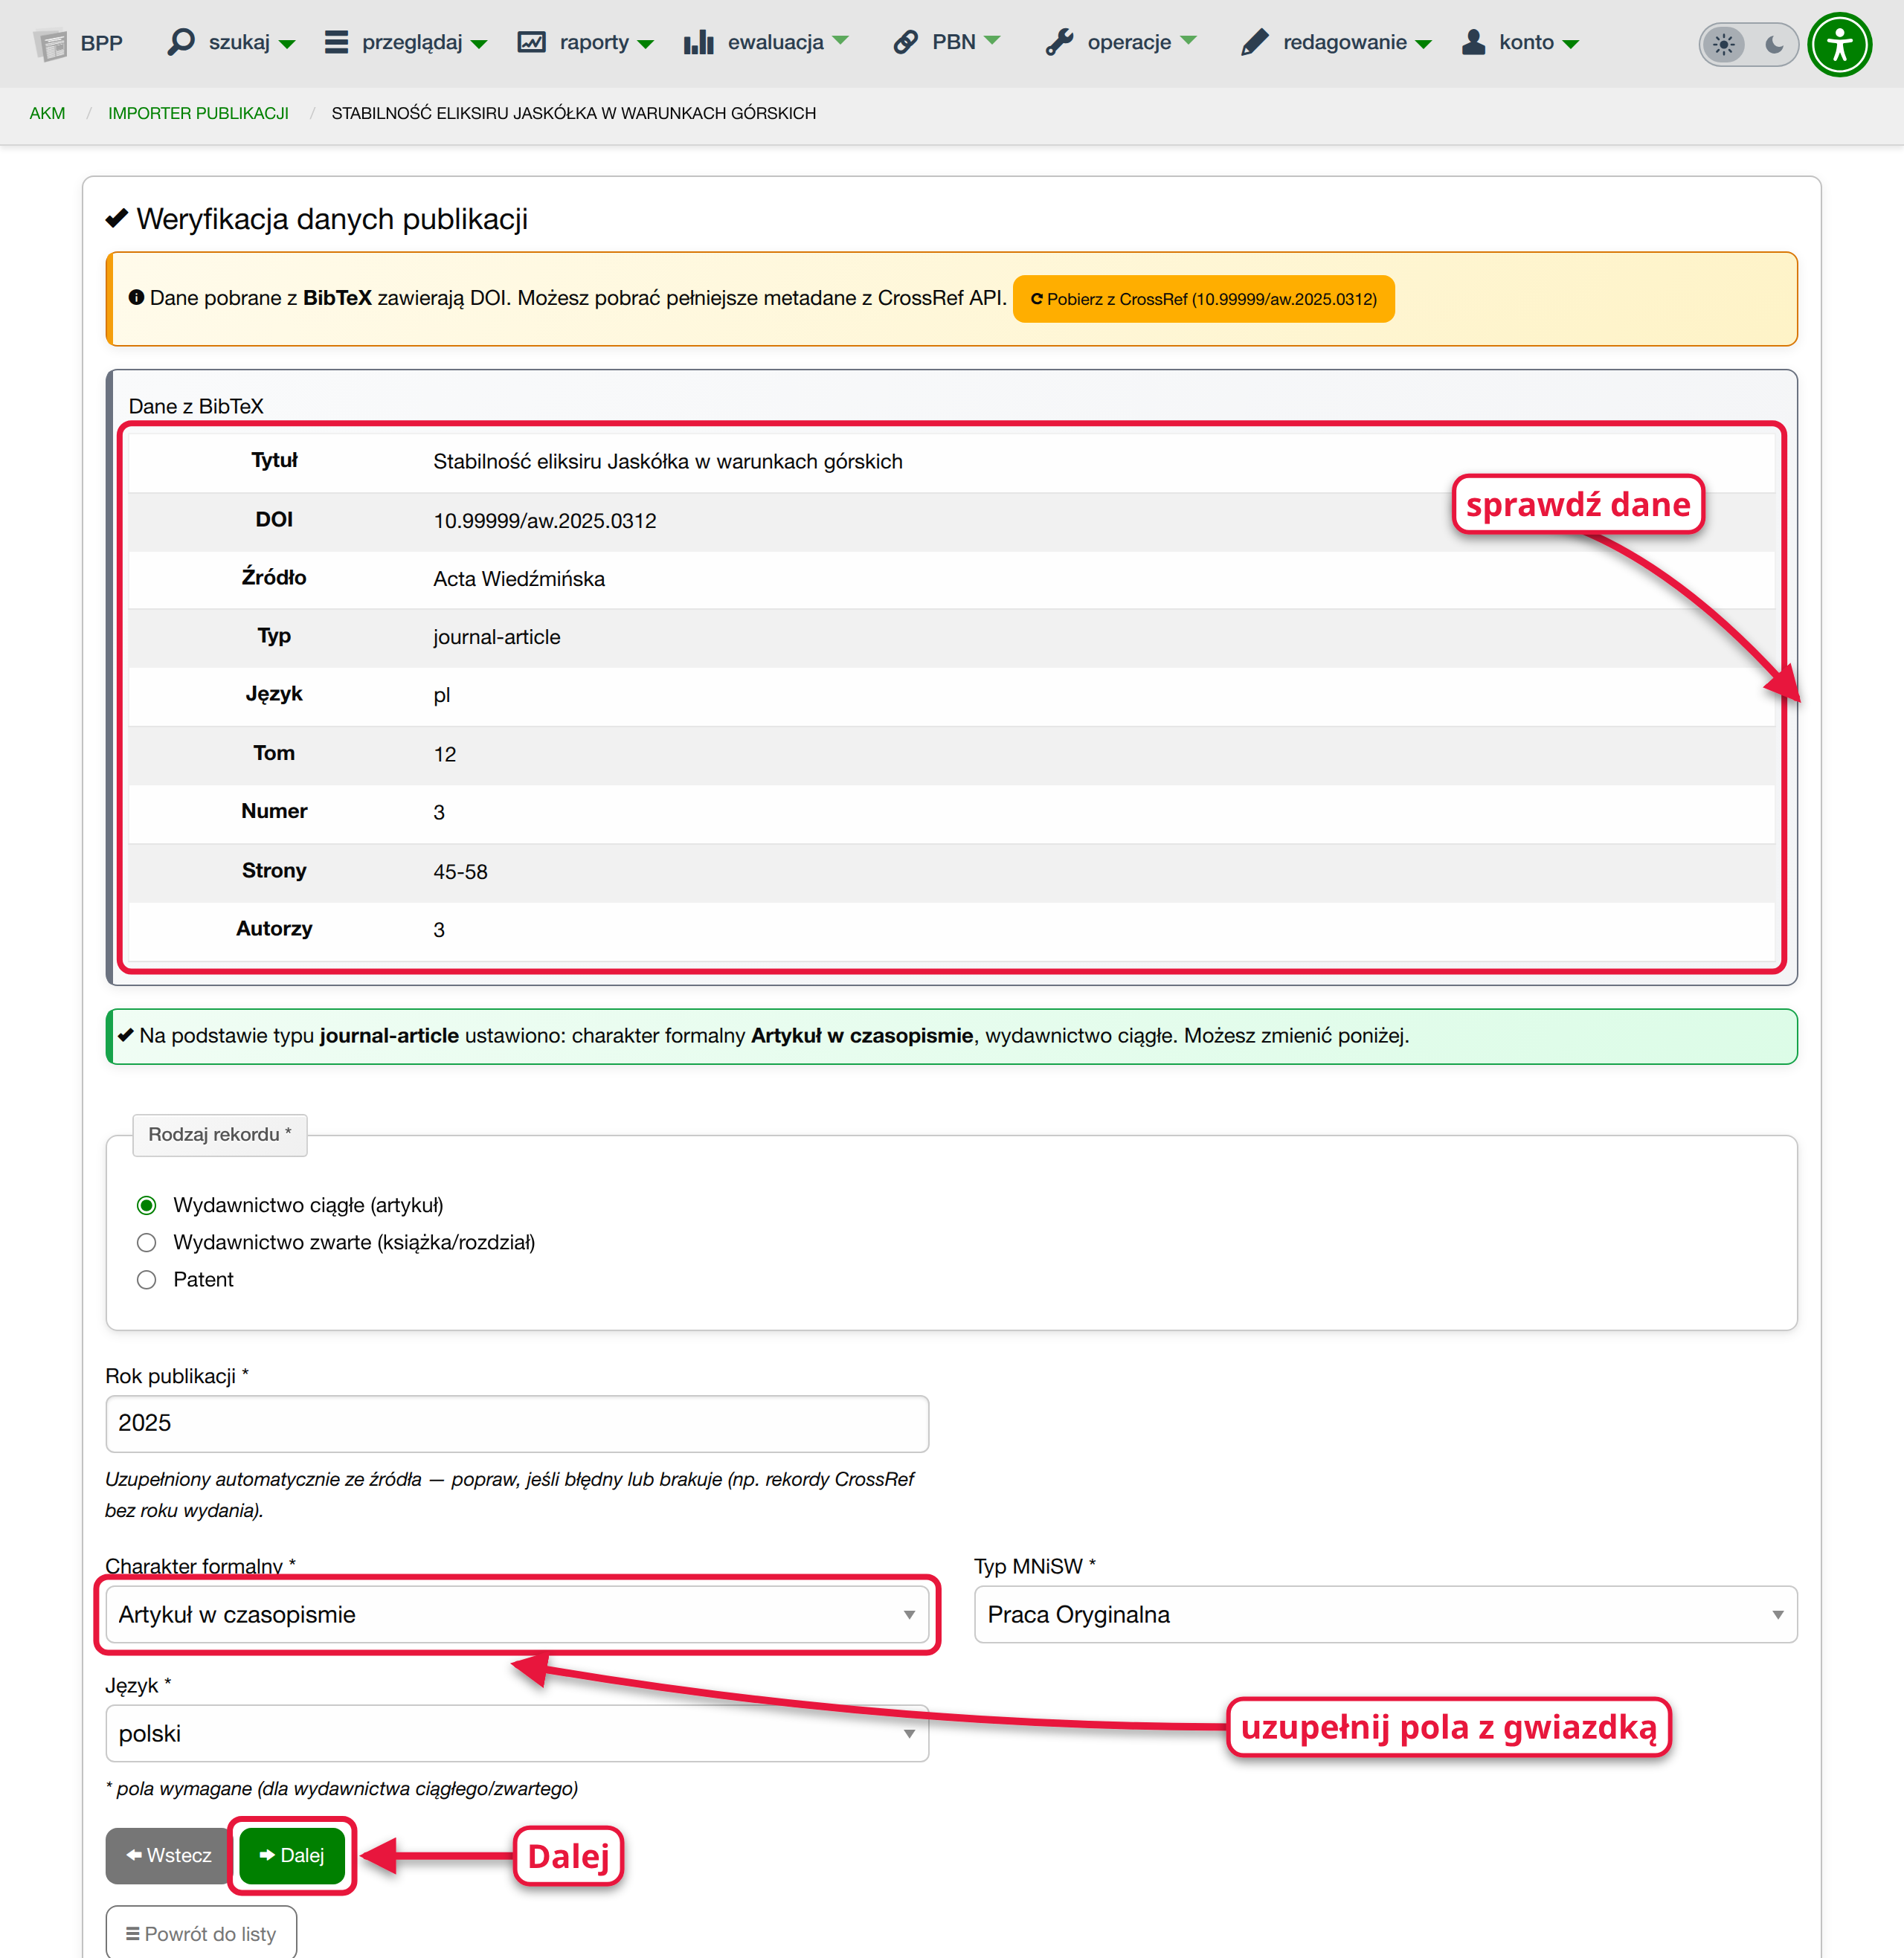 BPP szukaj przeglądaj raporty ewaluacja PBN operacje redagowanie konto
AKM / IMPORTER PUBLIKACJI / STABILNOŚĆ ELIKSIRU JASKÓŁKA W WARUNKACH GÓRSKICH
Weryfikacja danych publikacji
Dane pobrane z BibTeX zawierają DOI. Możesz pobrać pełniejsze metadane z CrossRef API. Pobierz z CrossRef (10.99999/aw.2025.0312)
Dane z BibTeX
Tytuł Stabilność eliksiru Jaskółka w warunkach górskich
sprawdź dane
DOI 10.99999/aw.2025.0312
Źródło Acta Wiedźmińska
Typ journal-article
Język pl
Tom 12
Numer 3
Strony 45-58
Autorzy 3
Na podstawie typu journal-article ustawiono: charakter formalny Artykuł w czasopismie, wydawnictwo ciągłe. Możesz zmienić poniżej.
Rodzaj rekordu *
Wydawnictwo ciągłe (artykuł)
Wydawnictwo zwarte (książka/rozdział)
Patent
Rok publikacji *
2025
Uzupełniony automatycznie ze źródła — popraw, jeśli błędny lub brakuje (np. rekordy CrossRef
bez roku wydania).
Charakter formalny * Typ MNiSW *
Artykuł w czasopismie Praca Oryginalna
Język *
uzupełnij pola z gwiazdką
polski
* pola wymagane (dla wydawnictwa ciągłego/zwartego)
Wstecz Dalej Dalej
Powrót do listy